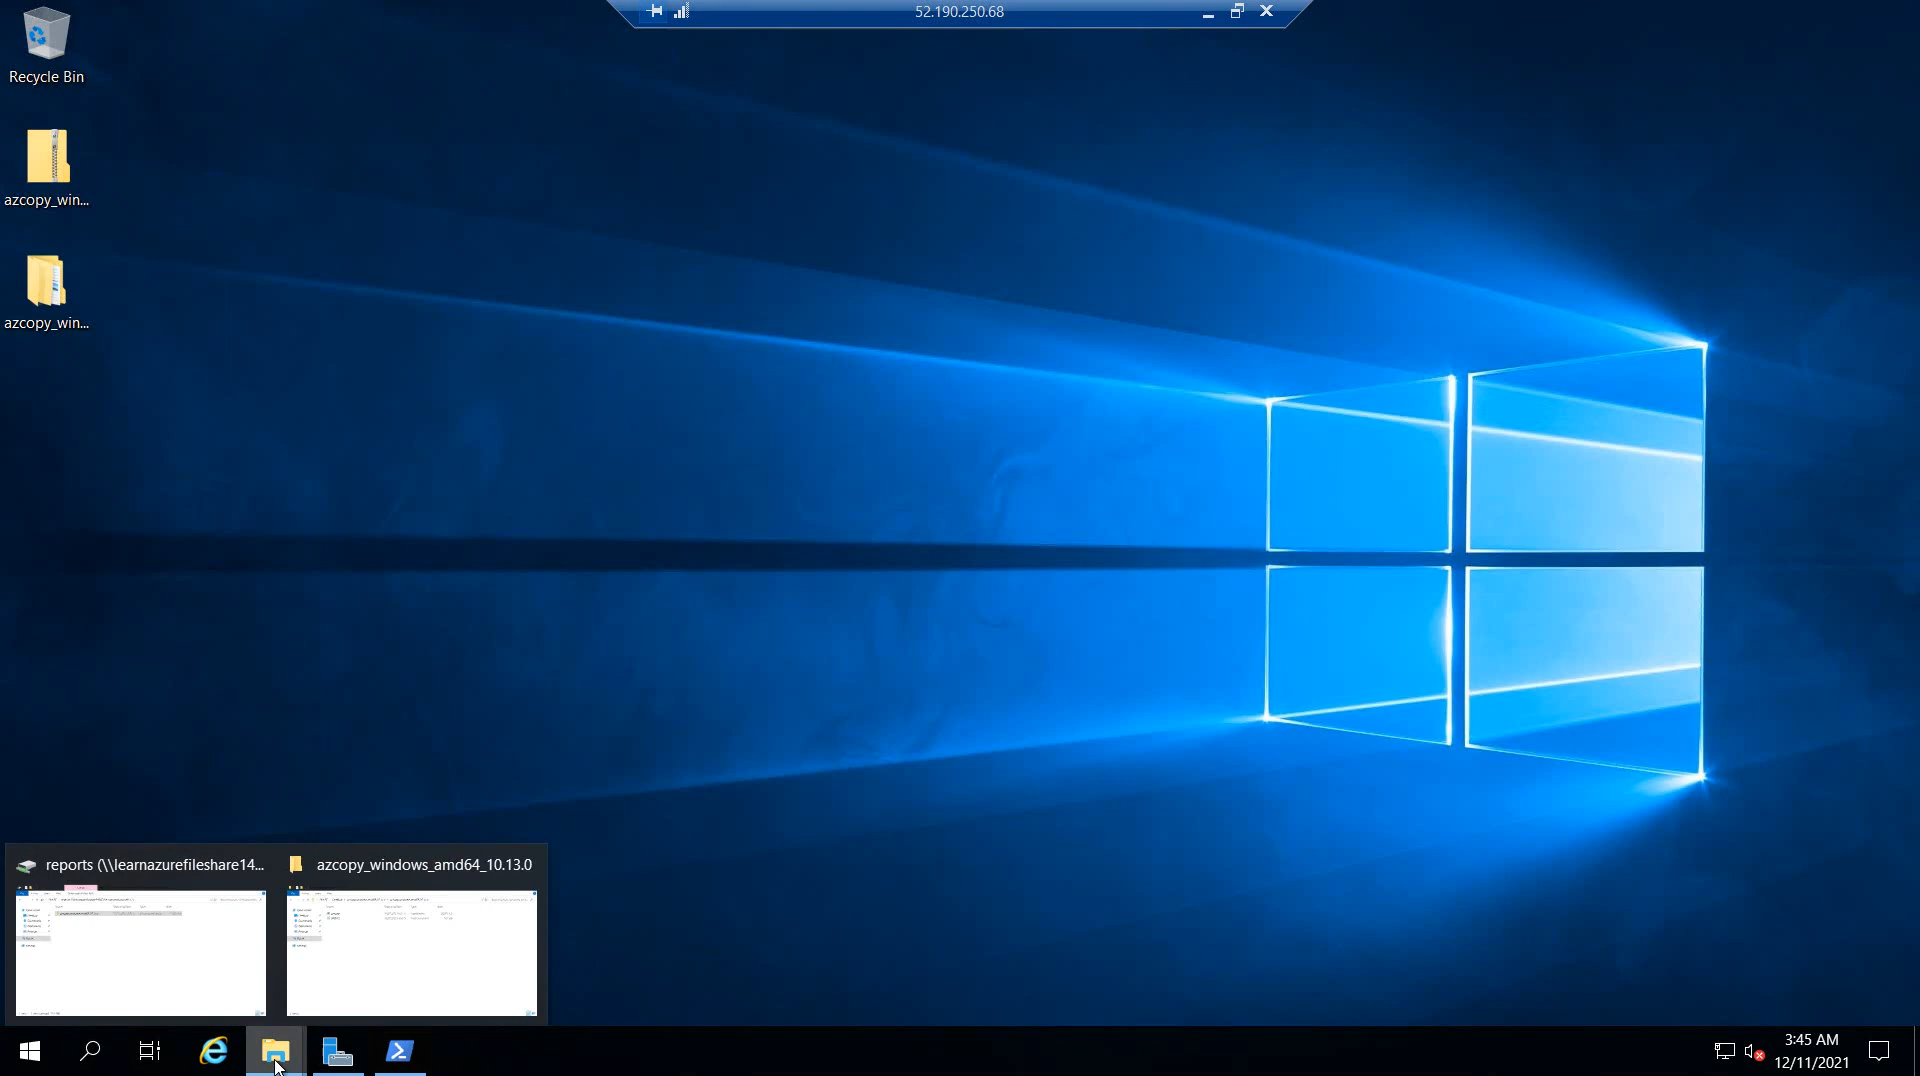 52.190.250.68
Recycle Bin
azcopy_win...
azcopy_win...
reports (\\learnazurefileshare14...
azcopy_windows_amd64_10.13.0
3:45 AM
12/11/2021